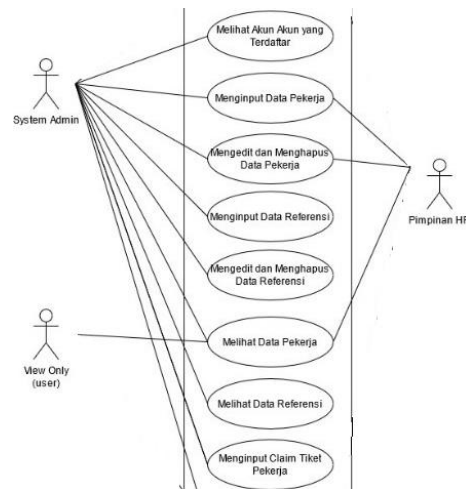 Melihat Akun Akun yang
Terdaftar
System Admin
Menginput Data Pekerja
Mengedit dan Menghapus
Data Pekerja
Pimpinan HR
Menginput Data Referensi
Mengedit dan Menghapus
Data Referensi
View Only
(user)
Melihat Data Pekerja
Melihat Data Referensi
Menginput Claim Tiket
Pekerja